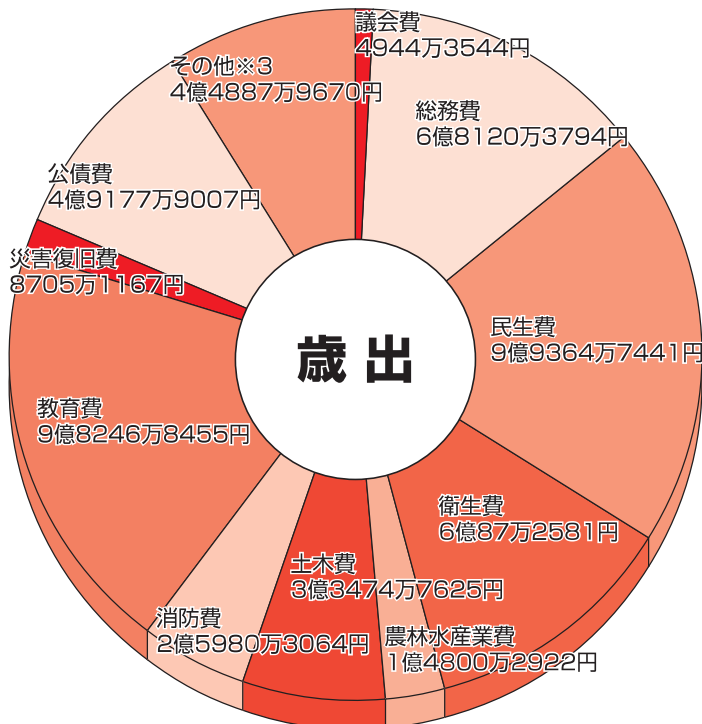 議会費
4944万3544円
総務費
6億8120万3794円
民生費
9億9364万7441円
衛生費
6億87万2581円
農林水産業費
1億4800万2922円
土木費
3億3474万7625円
消防費
2億5980万3064円
教育費
9億8246万8455円
災害復旧費
8705万1167円
公債費
4億9177万9007円
その他※3
4億4887万9670円
歳出